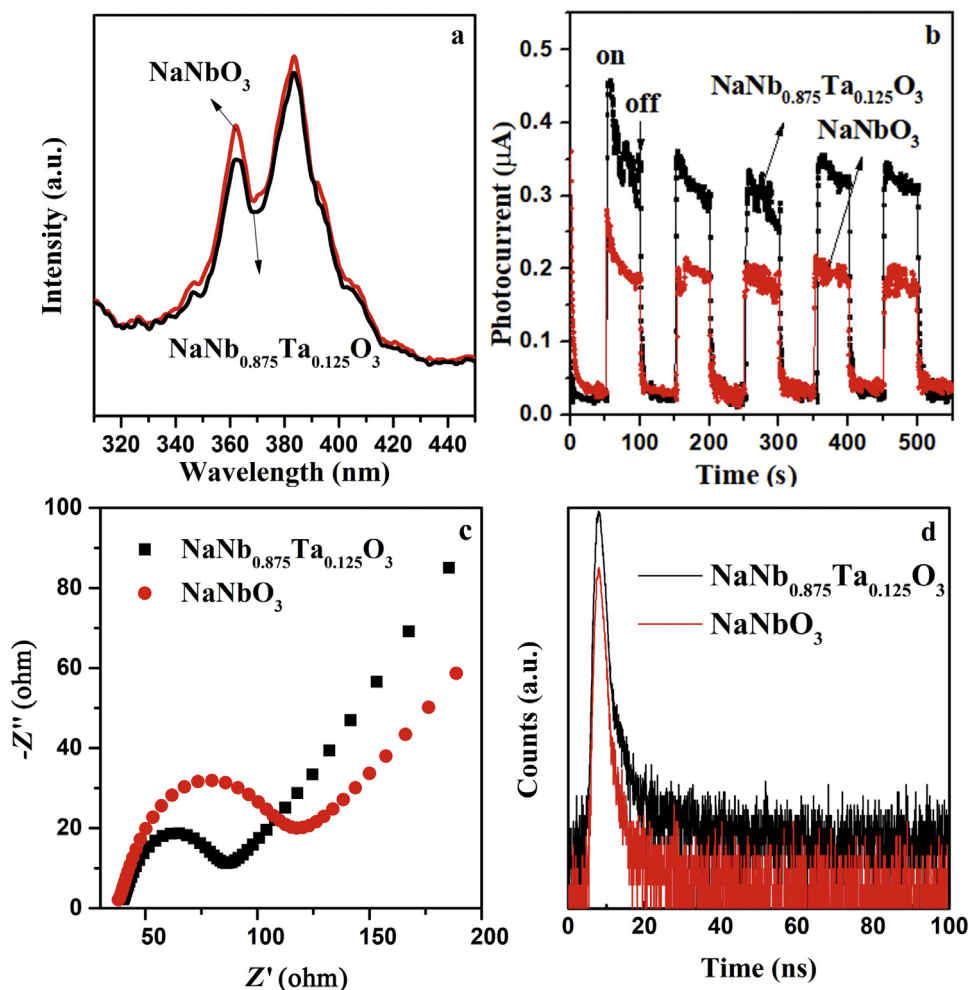 a
NaNbO3
NaNb0.875Ta0.125O3
Intensity (a.u.)
320 340 360 380 400 420 440
Wavelength (nm)
b
on
off
NaNb0.875Ta0.125O3
NaNbO3
Photocurrent (μA)
0.5
0.4
0.3
0.2
0.1
0.0
0 100 200 300 400 500
Time (s)
c
NaNb0.875Ta0.125O3
NaNbO3
-Z'' (ohm)
100
80
60
40
20
0
50 100 150 200
Z' (ohm)
d
NaNb0.875Ta0.125O3
NaNbO3
Counts (a.u.)
0 20 40 60 80 100
Time (ns)